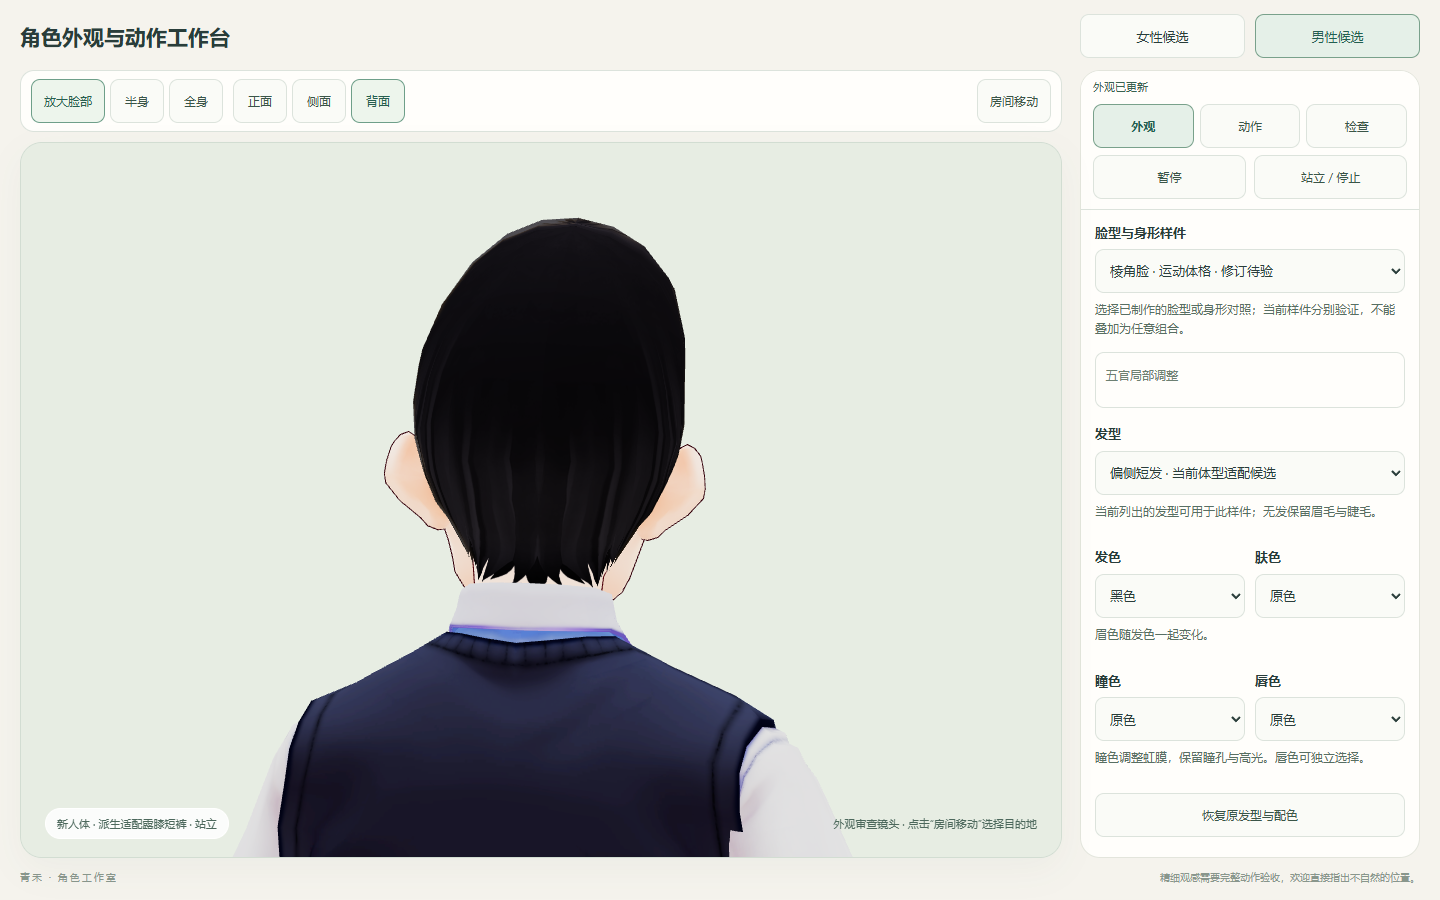 角色外观与动作工作台
女性候选
男性候选
放大脸部
半身
全身
正面
侧面
背面
房间移动
外观已更新
外观
动作
检查
暂停
站立 / 停止
脸型与身形样件
棱角脸 · 运动体格 · 修订待验
选择已制作的脸型或身形对照；当前样件分别验证，不能
叠加为任意组合。
五官局部调整
发型
偏侧短发 · 当前体型适配候选
当前列出的发型可用于此样件；无发保留眉毛与睫毛。
发色
肤色
黑色
原色
眉色随发色一起变化。
瞳色
唇色
原色
原色
瞳色调整虹膜，保留瞳孔与高光。唇色可独立选择。
恢复原发型与配色
新人体 · 派生适配露膝短裤 · 站立
外观审查镜头 · 点击“房间移动”选择目的地
青禾 · 角色工作室
精细观感需要完整动作验收，欢迎直接指出不自然的位置。